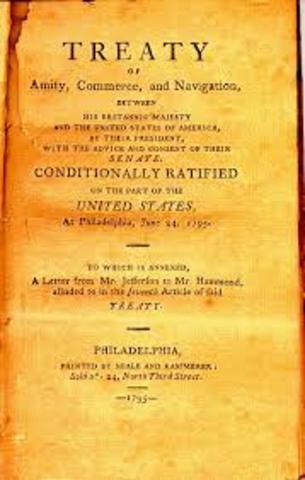 TREATY
OF
Amity, Commerce, and Navigation,
BETWEEN
HIS BRITANNIC MAJESTY
AND THE UNITED STATES OF AMERICA,
BY THEIR PRESIDENT,
WITH THE ADVICE AND CONSENT OF THEIR
SENATE.
CONDITIONALLY RATIFIED
ON THE PART OF THE
UNITED STATES,
At Philadelphia, June 24, 1795.
TO WHICH IS ANNEXED,
A Letter from Mr. Jefferson to Mr. Hammond,
alluded to in the seventh Article of said
TREATY.
PHILADELPHIA,
PRINTED BY NEALE AND KAMMERER;
Sold n°. 24, North Third Street.
—1795—